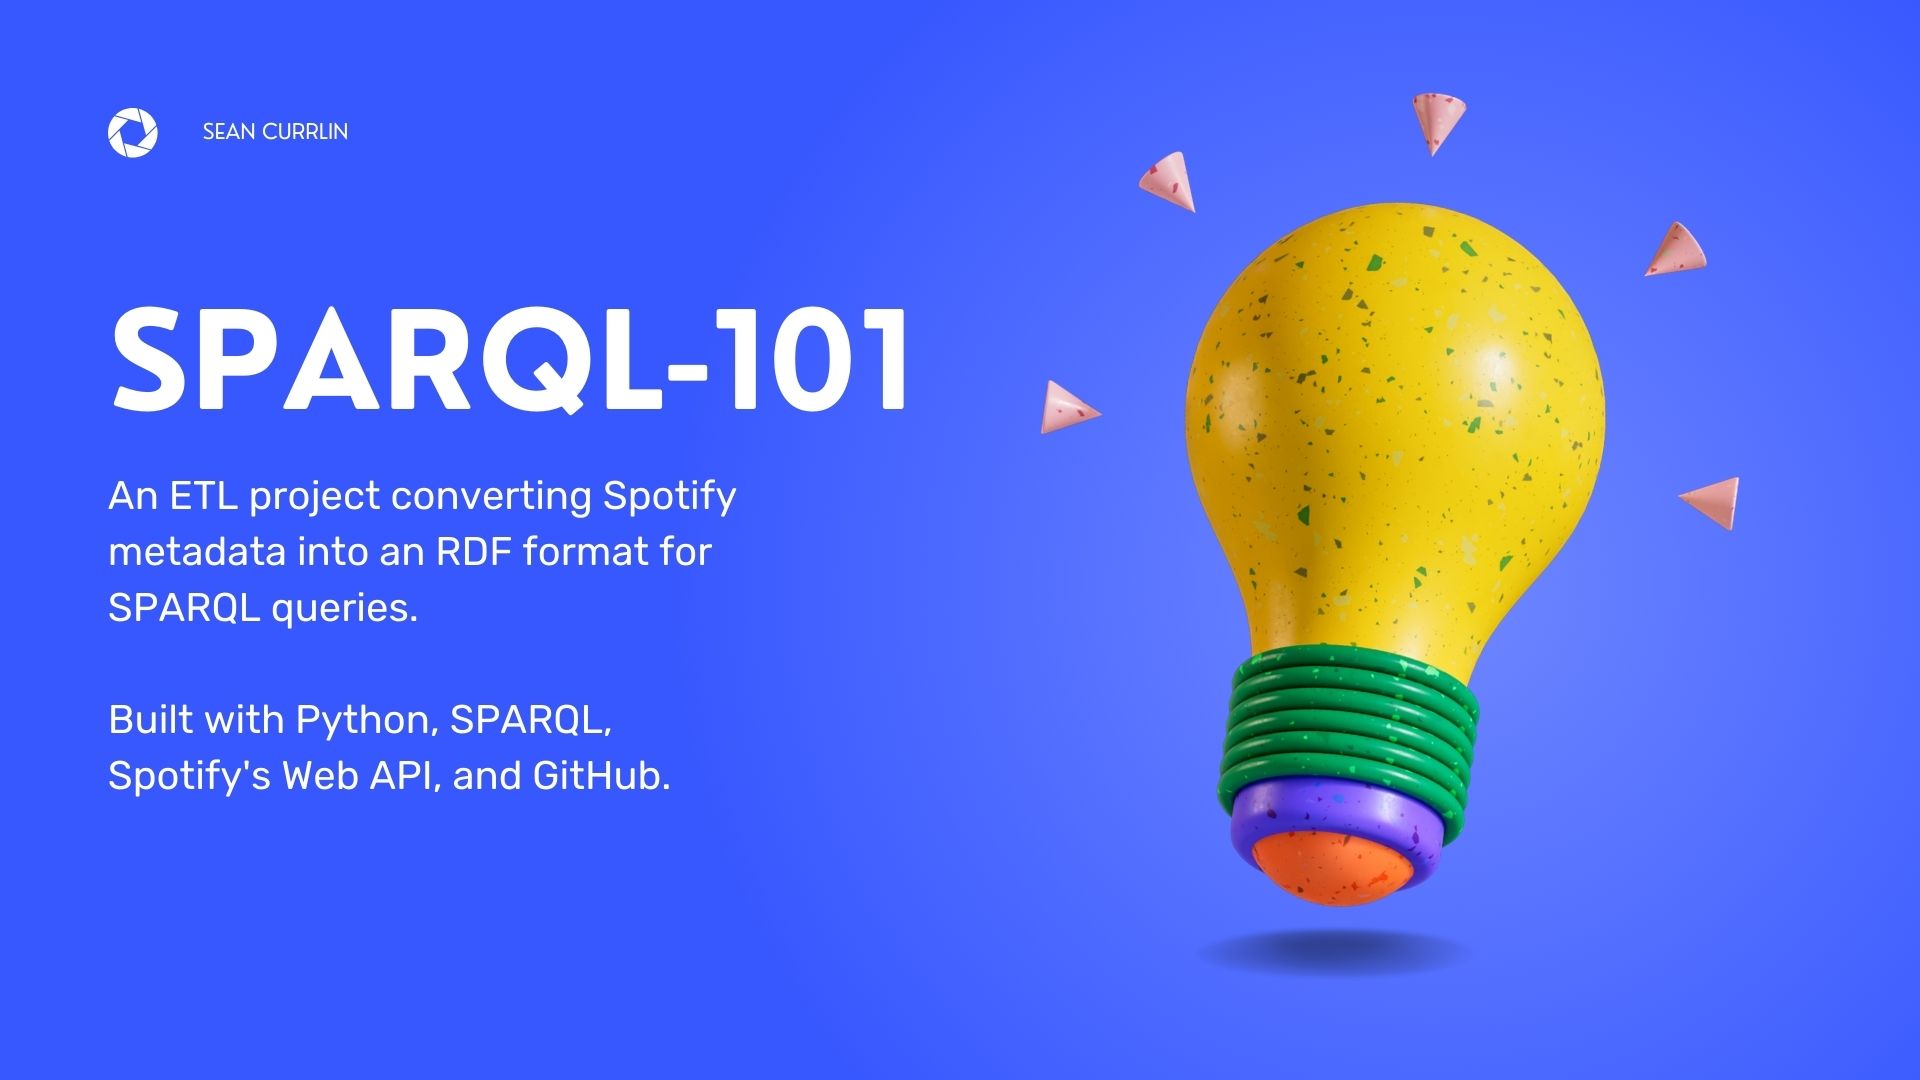 SEAN CURRLIN
SPARQL-101
An ETL project converting Spotify
metadata into an RDF format for
SPARQL queries.
Built with Python, SPARQL,
Spotify's Web API, and GitHub.